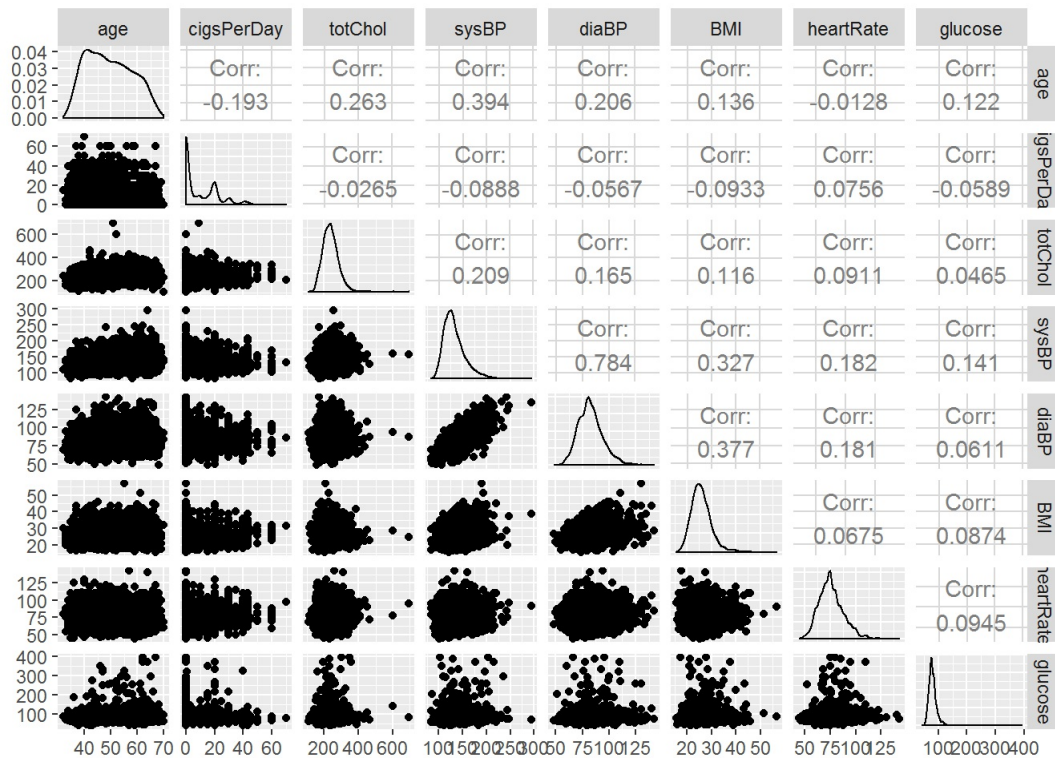 age cigsPerDay totChol sysBP diaBP BMI heartRate glucose
0.04
0.03
0.02
0.01
0.00
Corr: Corr: Corr: Corr: Corr: Corr: Corr:
-0.193 0.263 0.394 0.206 0.136 -0.0128 0.122
age
60
40
20
0
Corr: Corr: Corr: Corr: Corr: Corr:
-0.0265 -0.0888 -0.0567 -0.0933 0.0756 -0.0589
igsPerDa
600
400
200
Corr: Corr: Corr: Corr: Corr:
0.209 0.165 0.116 0.0911 0.0465
totChol
300
250
200
150
100
Corr: Corr: Corr: Corr:
0.784 0.327 0.182 0.141
sysBP
125
100
75
50
Corr: Corr: Corr:
0.377 0.181 0.0611
diaBP
50
40
30
20
Corr: Corr:
0.0675 0.0874
BMI
125
100
75
50
Corr:
0.0945
heartRate
400
300
200
100
glucose
40 50 60 70 0 20 40 60 200 400 600 100 150 200 250 300 50 75 100 125 20 30 40 50 50 75 100 125 100 200 300 400